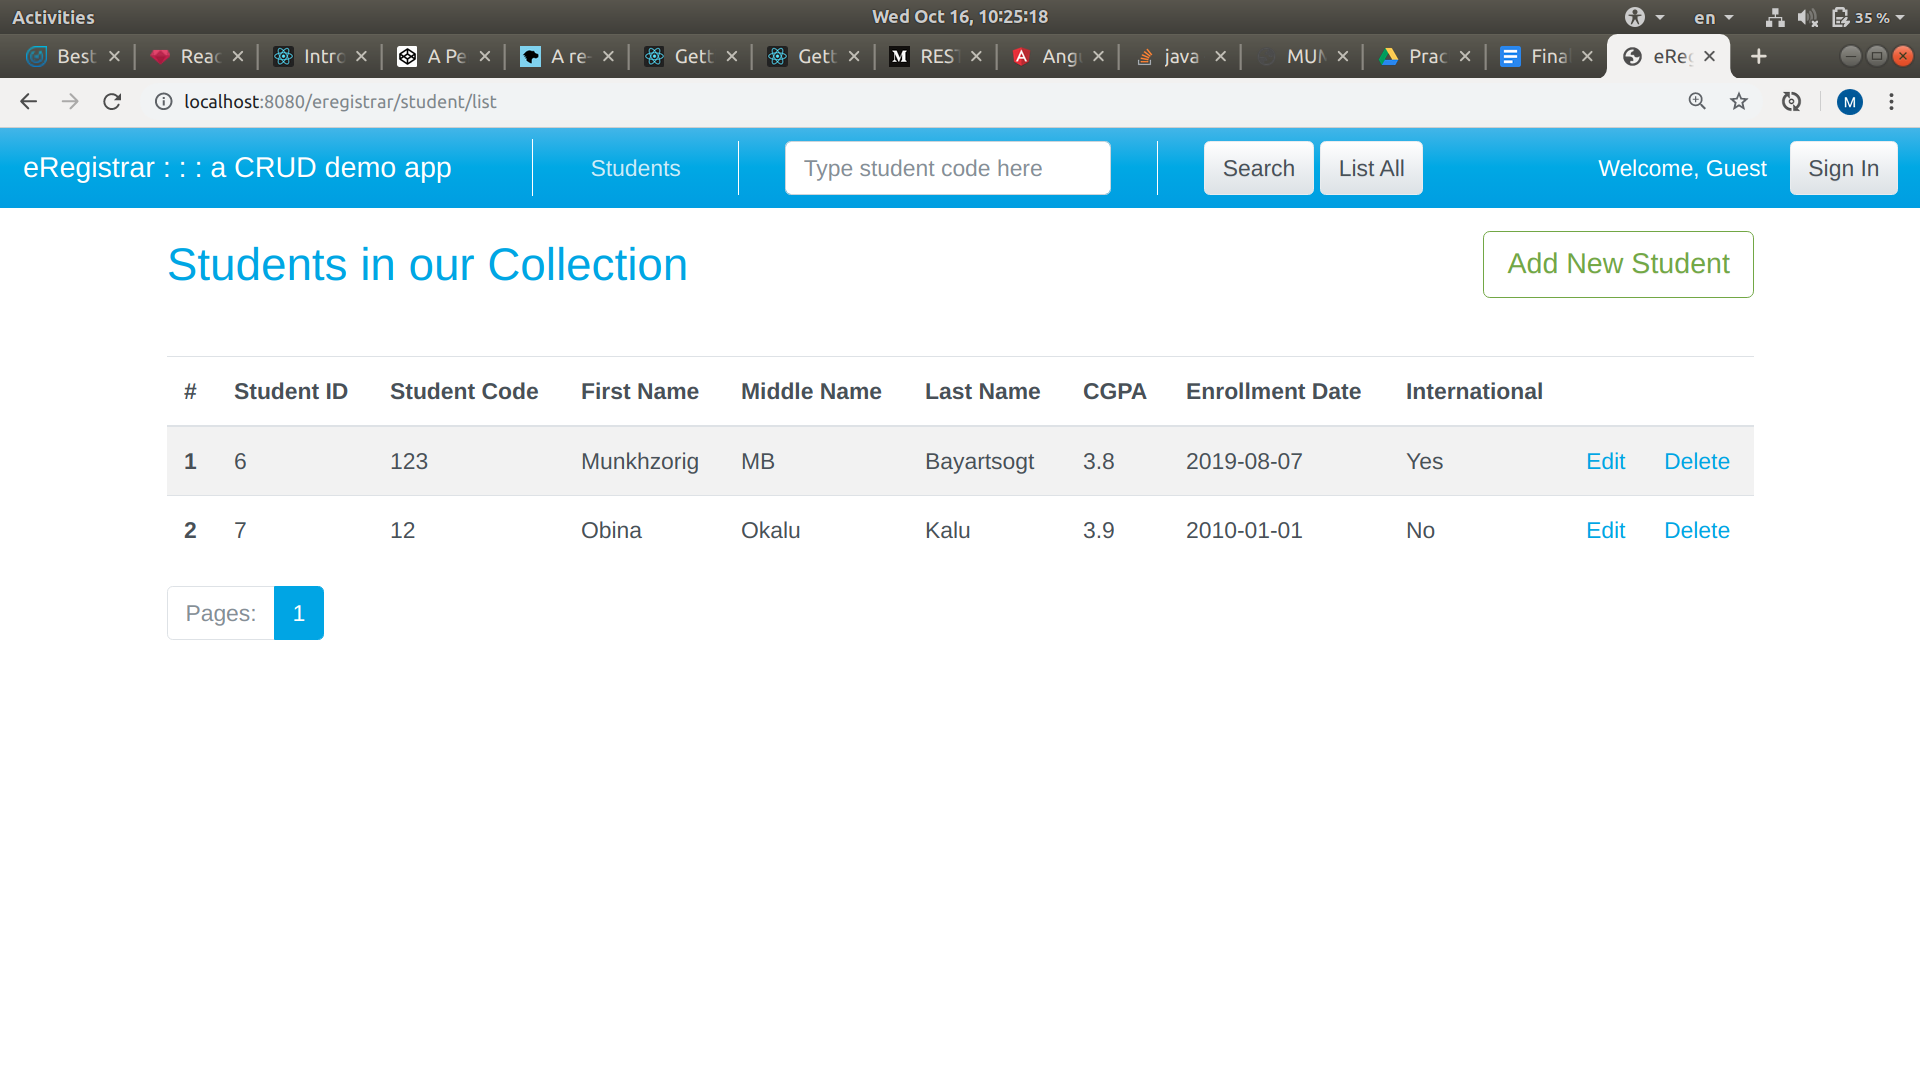 Activities
Wed Oct 16, 10:25:18
en
35 %
Best
Reac
Intro
A Pe
A re-
Gett
Gett
REST
Angu
java
MUM
Prac
Final
eReg
localhost:8080/eregistrar/student/list
M
eRegistrar : : : a CRUD demo app
Students
Type student code here
Search
List All
Welcome, Guest
Sign In
Students in our Collection
Add New Student
# Student ID Student Code First Name Middle Name Last Name CGPA Enrollment Date International
1 6 123 Munkhzorig MB Bayartsogt 3.8 2019-08-07 Yes Edit Delete
2 7 12 Obina Okalu Kalu 3.9 2010-01-01 No Edit Delete
Pages: 1